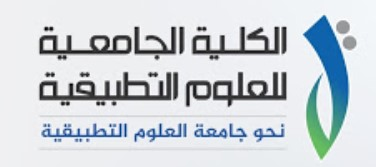 الكلية الجامعية
للعلوم التطبيقية
نحو جامعة العلوم التطبيقية